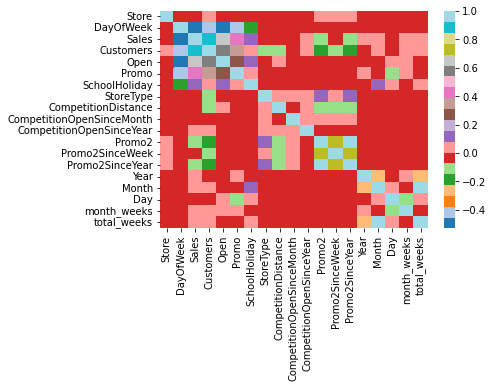 Store
DayOfWeek
Sales
Customers
Open
Promo
SchoolHoliday
StoreType
CompetitionDistance
CompetitionOpenSinceMonth
CompetitionOpenSinceYear
Promo2
Promo2SinceWeek
Promo2SinceYear
Year
Month
Day
month_weeks
total_weeks
Store
DayOfWeek
Sales
Customers
Open
Promo
SchoolHoliday
StoreType
CompetitionDistance
CompetitionOpenSinceMonth
CompetitionOpenSinceYear
Promo2
Promo2SinceWeek
Promo2SinceYear
Year
Month
Day
month_weeks
total_weeks
1.0
0.8
0.6
0.4
0.2
0.0
−0.2
−0.4